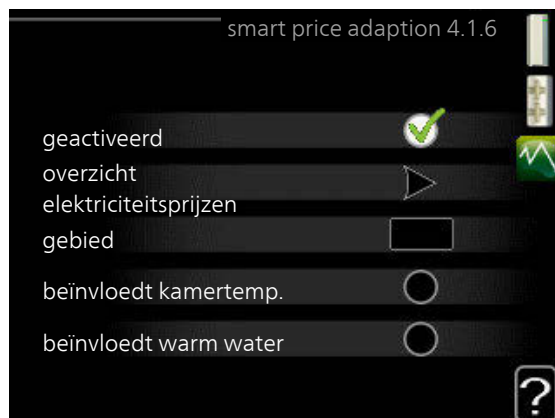 smart price adaption 4.1.6
geactiveerd
overzicht
elektriciteitsprijzen
gebied
beïnvloedt kamertemp.
beïnvloedt warm water
?